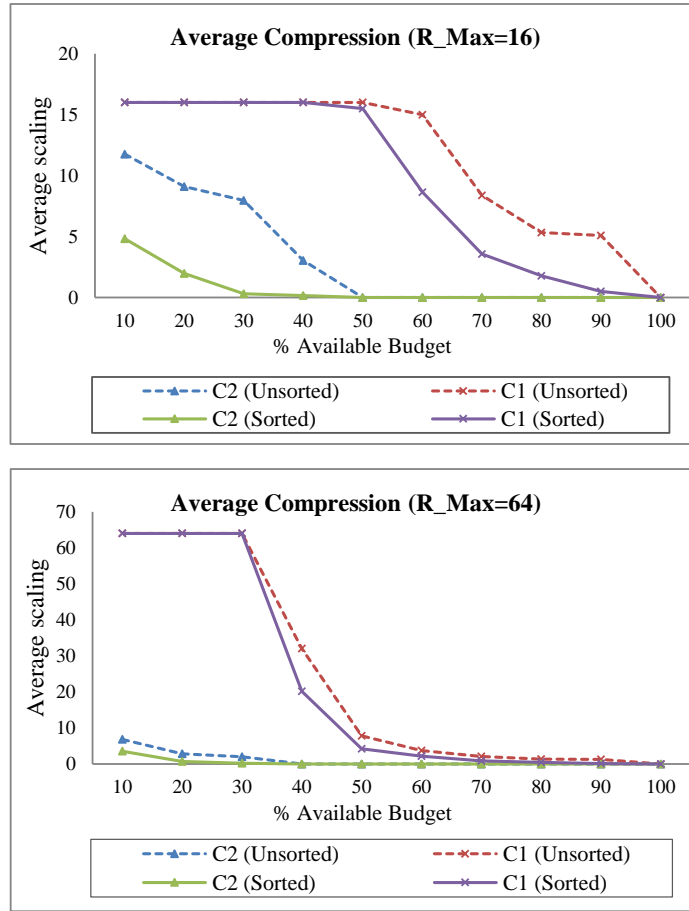 Average Compression (R_Max=16)
20
15
10
5
0
Average scaling
10 20 30 40 50 60 70 80 90 100
% Available Budget
C2 (Unsorted) C1 (Unsorted)
C2 (Sorted) C1 (Sorted)
Average Compression (R_Max=64)
70
60
50
40
30
20
10
0
Average scaling
10 20 30 40 50 60 70 80 90 100
% Available Budget
C2 (Unsorted) C1 (Unsorted)
C2 (Sorted) C1 (Sorted)